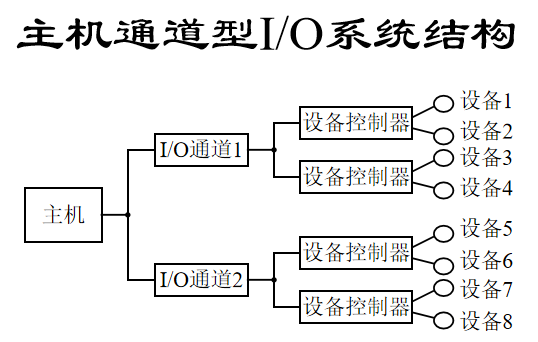 主机通道型I/O系统结构
主机
I/O通道1
设备控制器
设备1
设备2
设备控制器
设备3
设备4
I/O通道2
设备控制器
设备5
设备6
设备控制器
设备7
设备8